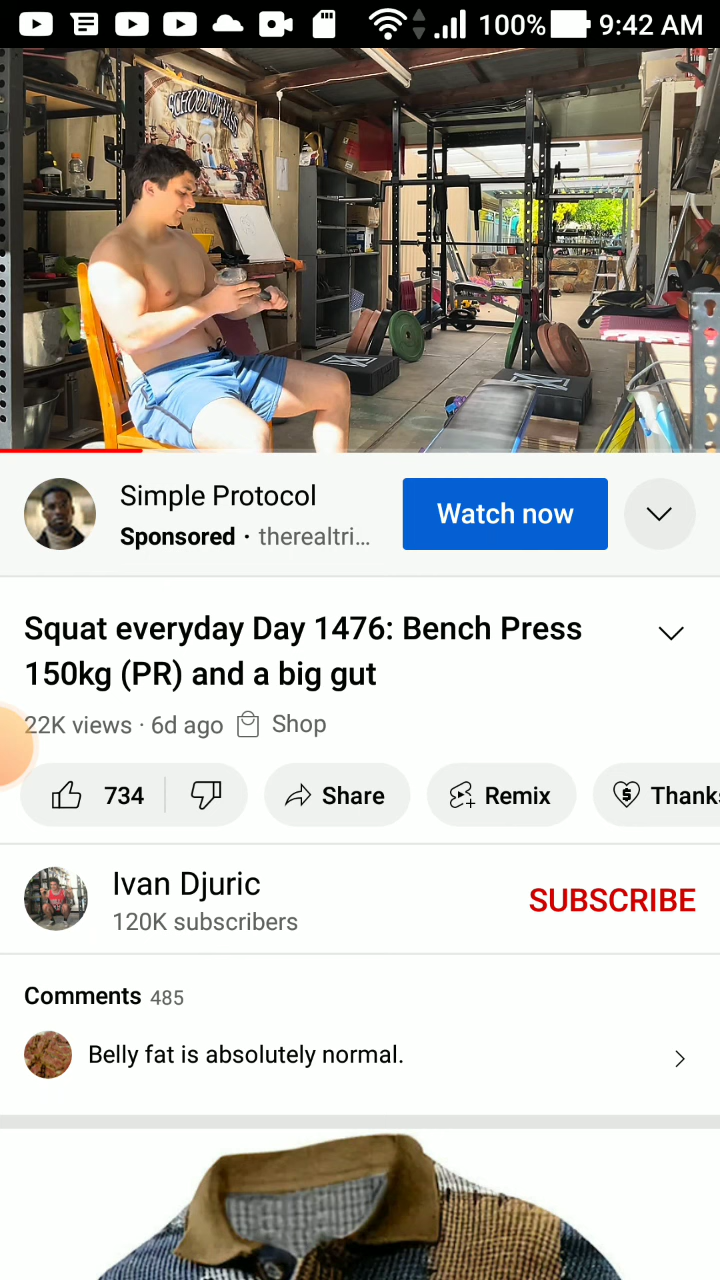 100% 9:42 AM
SCHOOL OF MASS
Simple Protocol
Sponsored · therealtri...
Watch now
Squat everyday Day 1476: Bench Press
150kg (PR) and a big gut
22K views · 6d ago Shop
734 Share Remix Thanks
Ivan Djuric
120K subscribers
SUBSCRIBE
Comments 485
Belly fat is absolutely normal.